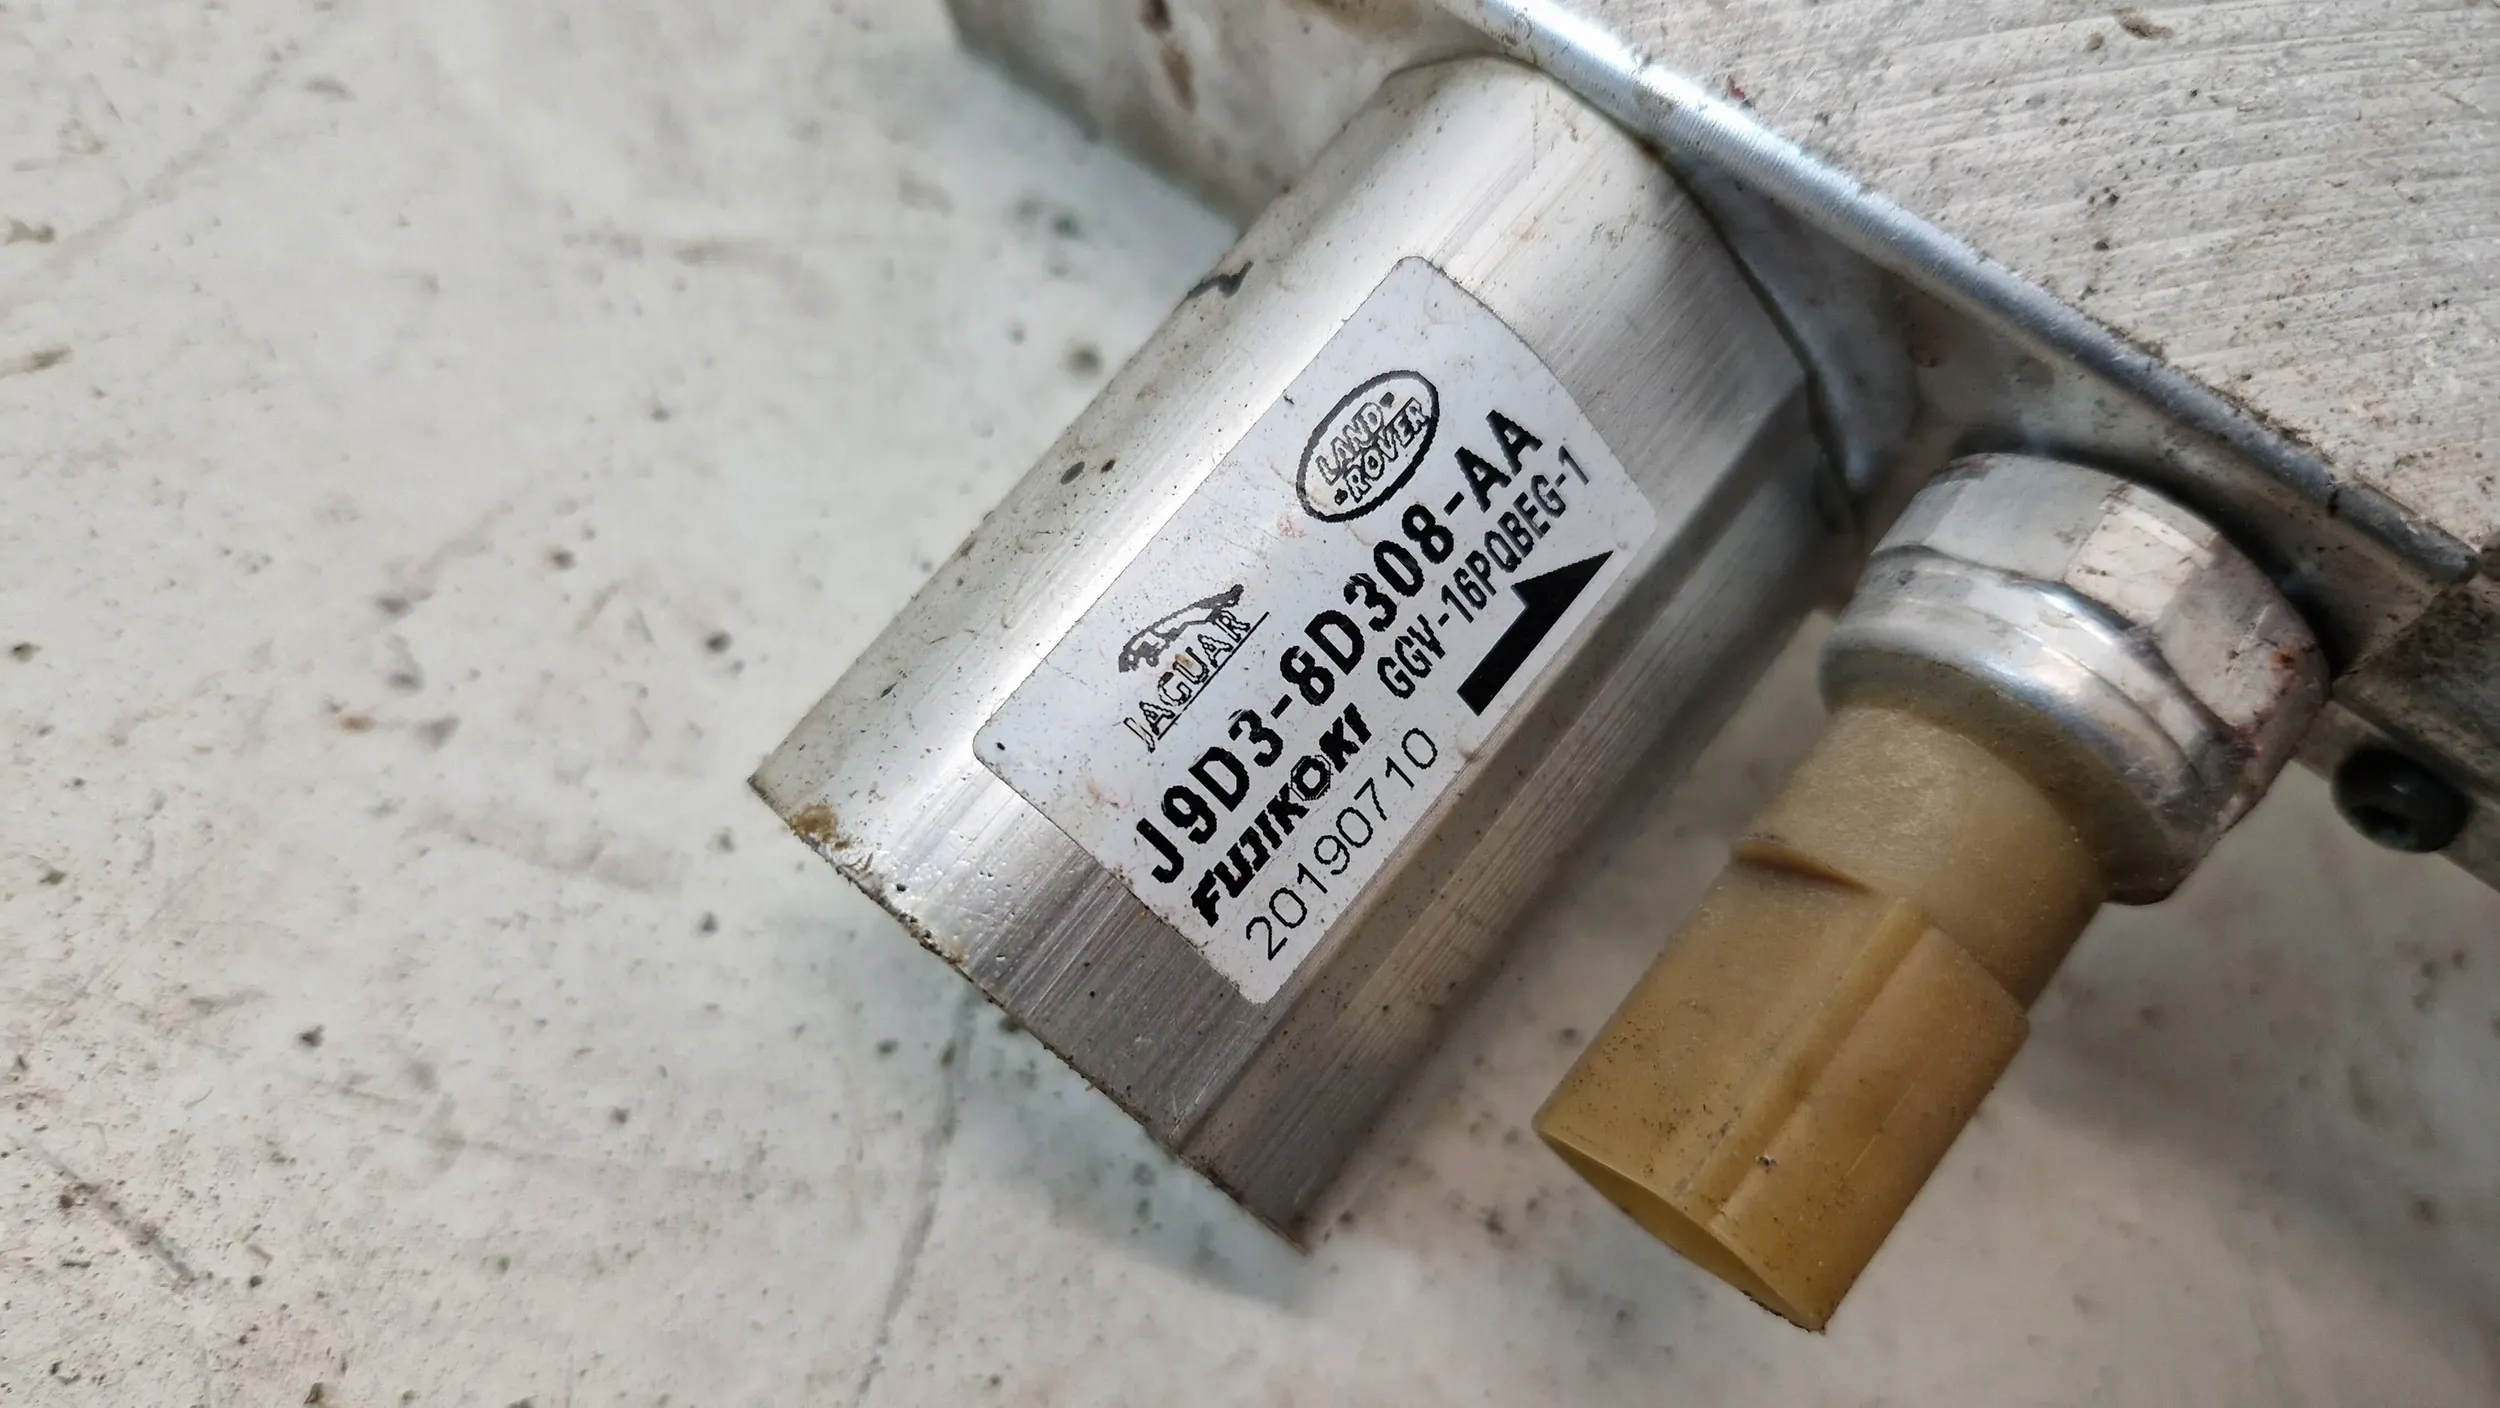 JAGUAR
LAND
ROVER
J9D3-8D308-AA
FUJIKOKI GGV-16PQBEG-1
20190710